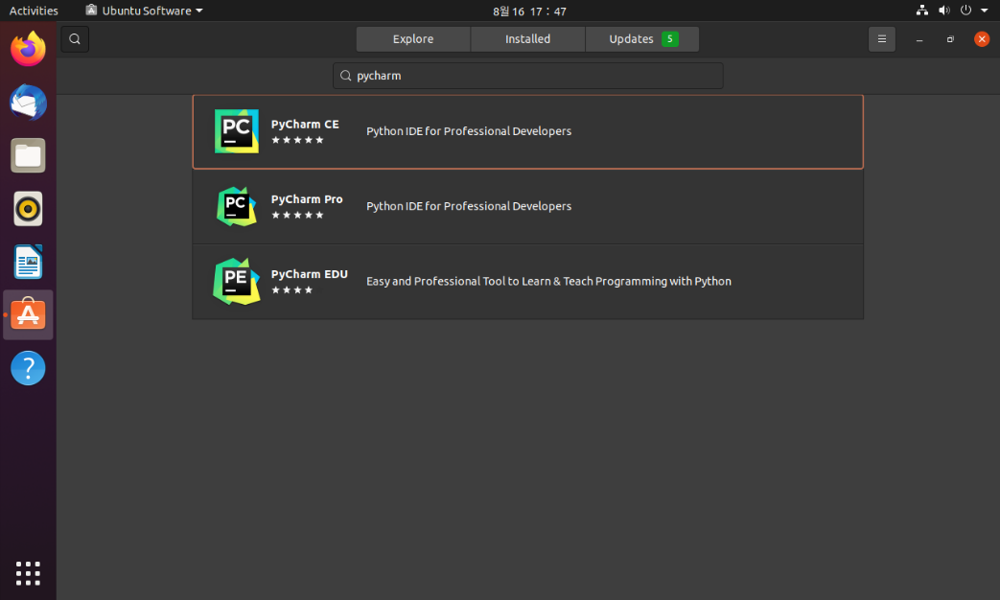 Activities Ubuntu Software 8월 16 17 : 47
Explore Installed Updates 5
pycharm
PC PyCharm CE Python IDE for Professional Developers
PC PyCharm Pro Python IDE for Professional Developers
PE PyCharm EDU Easy and Professional Tool to Learn & Teach Programming with Python